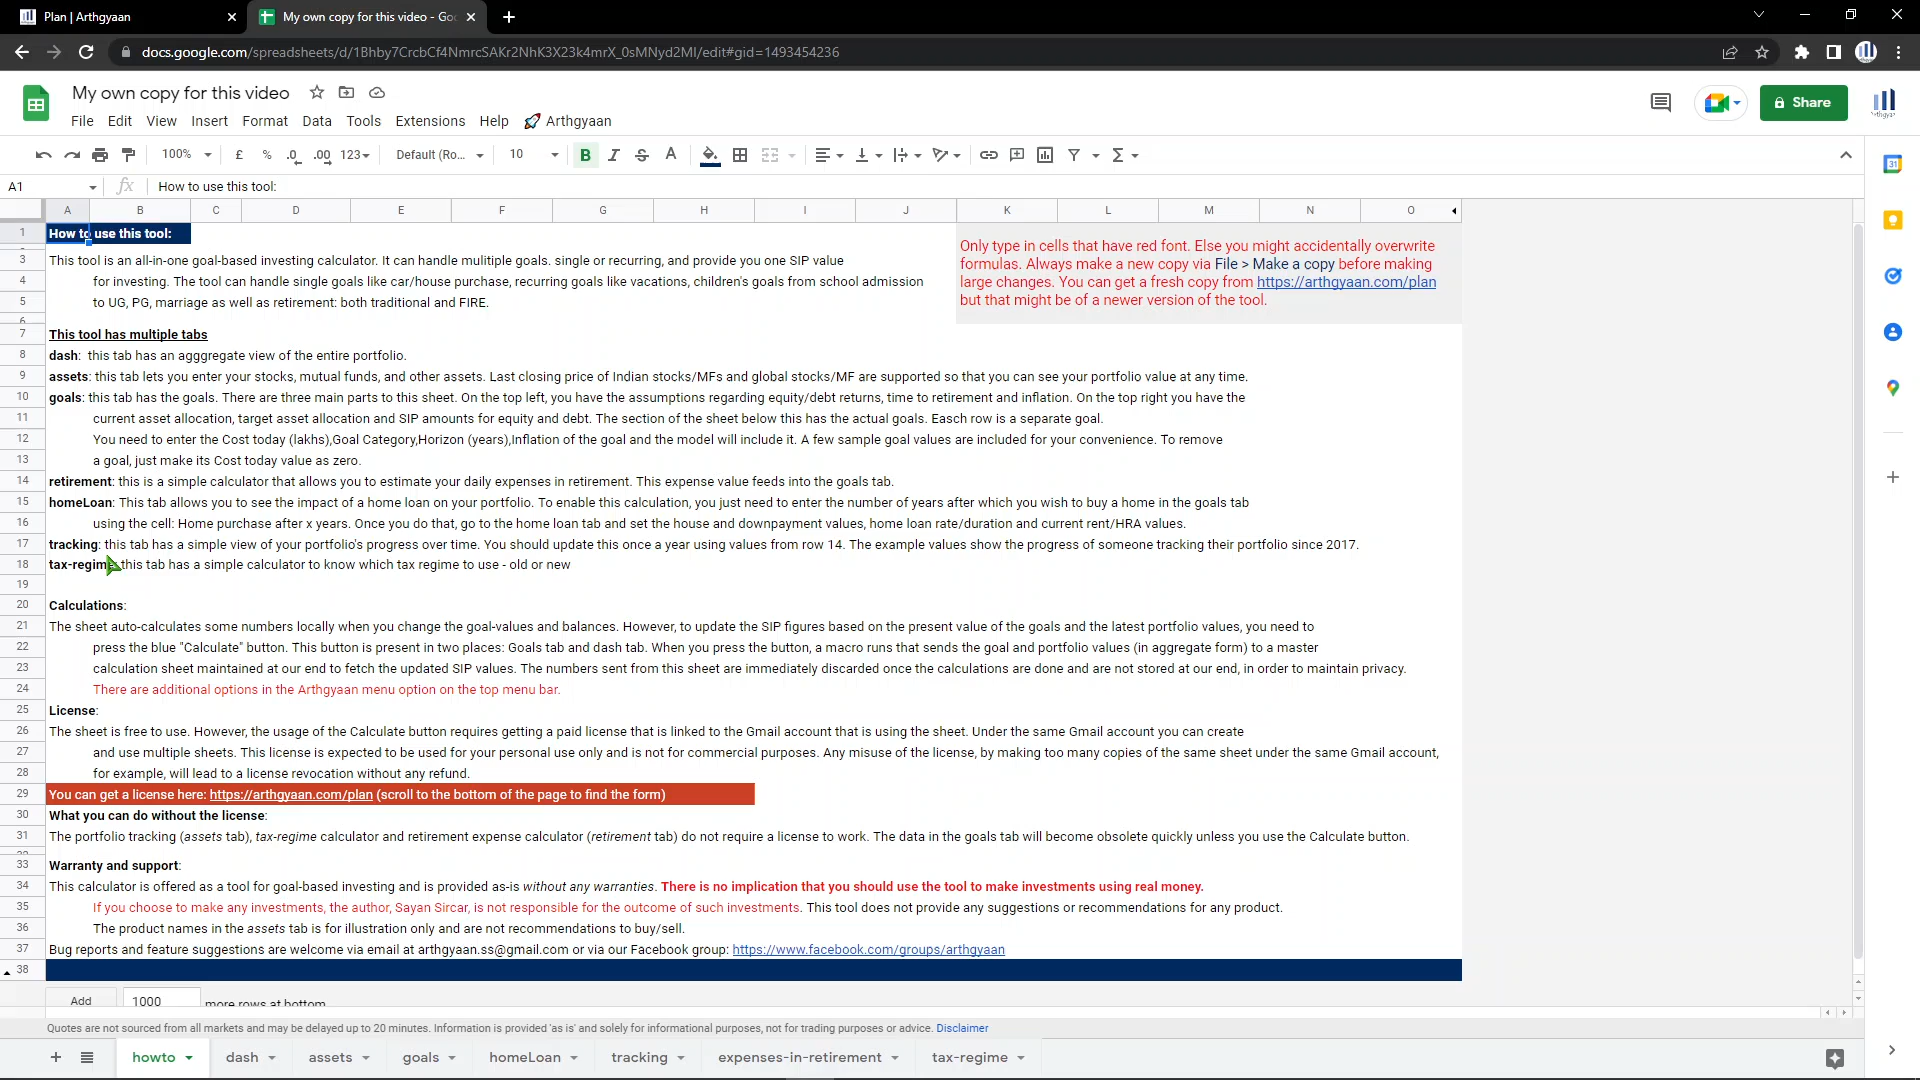 Plan | Arthgyaan
My own copy for this video - Goo
docs.google.com/spreadsheets/d/1Bhby7CrcbCf4NmrcSAKr2NhK3X23k4mrX_0sMNyd2MI/edit#gid=1493454236
My own copy for this video
File Edit View Insert Format Data Tools Extensions Help Arthgyaan
Share
100% £ % .0 .00 123 Default (Ro... 10 B I S A
A1 fx How to use this tool:
A B C D E F G H I J K L M N O
1 How to use this tool:
Only type in cells that have red font. Else you might accidentally overwrite
formulas. Always make a new copy via File > Make a copy before making
large changes. You can get a fresh copy from https://arthgyaan.com/plan
but that might be of a newer version of the tool.
3 This tool is an all-in-one goal-based investing calculator. It can handle mulitiple goals. single or recurring, and provide you one SIP value
4 for investing. The tool can handle single goals like car/house purchase, recurring goals like vacations, children's goals from school admission
5 to UG, PG, marriage as well as retirement: both traditional and FIRE.
6
7 This tool has multiple tabs
8 dash: this tab has an agggregate view of the entire portfolio.
9 assets: this tab lets you enter your stocks, mutual funds, and other assets. Last closing price of Indian stocks/MFs and global stocks/MF are supported so that you can see your portfolio value at any time.
10 goals: this tab has the goals. There are three main parts to this sheet. On the top left, you have the assumptions regarding equity/debt returns, time to retirement and inflation. On the top right you have the
11 current asset allocation, target asset allocation and SIP amounts for equity and debt. The section of the sheet below this has the actual goals. Easch row is a separate goal.
12 You need to enter the Cost today (lakhs),Goal Category,Horizon (years),Inflation of the goal and the model will include it. A few sample goal values are included for your convenience. To remove
13 a goal, just make its Cost today value as zero.
14 retirement: this is a simple calculator that allows you to estimate your daily expenses in retirement. This expense value feeds into the goals tab.
15 homeLoan: This tab allows you to see the impact of a home loan on your portfolio. To enable this calculation, you just need to enter the number of years after which you wish to buy a home in the goals tab
16 using the cell: Home purchase after x years. Once you do that, go to the home loan tab and set the house and downpayment values, home loan rate/duration and current rent/HRA values.
17 tracking: this tab has a simple view of your portfolio's progress over time. You should update this once a year using values from row 14. The example values show the progress of someone tracking their portfolio since 2017.
18 tax-regime: this tab has a simple calculator to know which tax regime to use - old or new
19
20 Calculations:
21 The sheet auto-calculates some numbers locally when you change the goal-values and balances. However, to update the SIP figures based on the present value of the goals and the latest portfolio values, you need to
22 press the blue "Calculate" button. This button is present in two places: Goals tab and dash tab. When you press the button, a macro runs that sends the goal and portfolio values (in aggregate form) to a master
23 calculation sheet maintained at our end to fetch the updated SIP values. The numbers sent from this sheet are immediately discarded once the calculations are done and are not stored at our end, in order to maintain privacy.
24 There are additional options in the Arthgyaan menu option on the top menu bar.
25 License:
26 The sheet is free to use. However, the usage of the Calculate button requires getting a paid license that is linked to the Gmail account that is using the sheet. Under the same Gmail account you can create
27 and use multiple sheets. This license is expected to be used for your personal use only and is not for commercial purposes. Any misuse of the license, by making too many copies of the same sheet under the same Gmail account,
28 for example, will lead to a license revocation without any refund.
29 You can get a license here: https://arthgyaan.com/plan (scroll to the bottom of the page to find the form)
30 What you can do without the license:
31 The portfolio tracking (assets tab), tax-regime calculator and retirement expense calculator (retirement tab) do not require a license to work. The data in the goals tab will become obsolete quickly unless you use the Calculate button.
33 Warranty and support:
34 This calculator is offered as a tool for goal-based investing and is provided as-is without any warranties. There is no implication that you should use the tool to make investments using real money.
35 If you choose to make any investments, the author, Sayan Sircar, is not responsible for the outcome of such investments. This tool does not provide any suggestions or recommendations for any product.
36 The product names in the assets tab is for illustration only and are not recommendations to buy/sell.
37 Bug reports and feature suggestions are welcome via email at arthgyaan.ss@gmail.com or via our Facebook group: https://www.facebook.com/groups/arthgyaan
38
Add 1000 more rows at bottom
Quotes are not sourced from all markets and may be delayed up to 20 minutes. Information is provided 'as is' and solely for informational purposes, not for trading purposes or advice. Disclaimer
howto dash assets goals homeLoan tracking expenses-in-retirement tax-regime